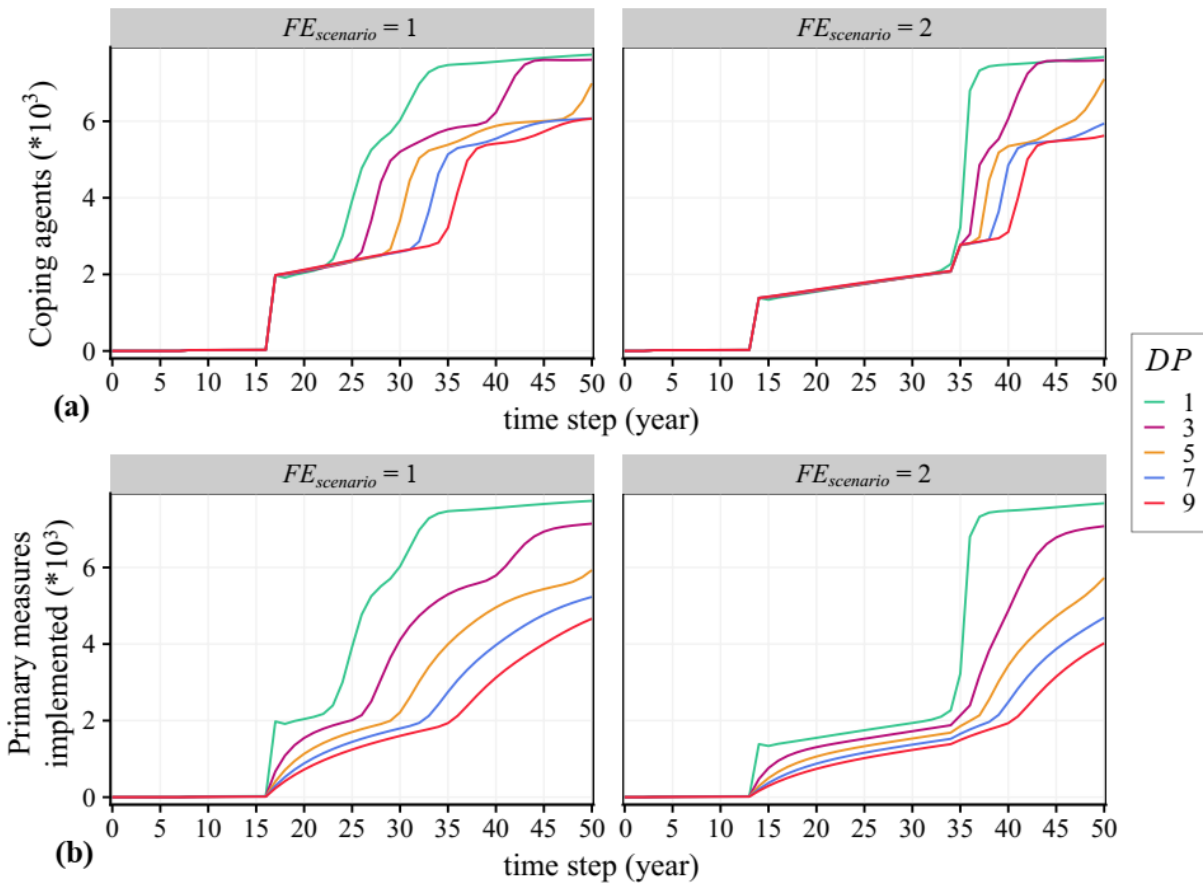 FEscenario = 1
FEscenario = 2
Coping agents (*10³)
6
4
2
0
0 5 10 15 20 25 30 35 40 45 50
0 5 10 15 20 25 30 35 40 45 50
(a)
time step (year)
DP
1
3
5
7
9
FEscenario = 1
FEscenario = 2
Primary measures
implemented (*10³)
6
4
2
0
0 5 10 15 20 25 30 35 40 45 50
0 5 10 15 20 25 30 35 40 45 50
(b)
time step (year)